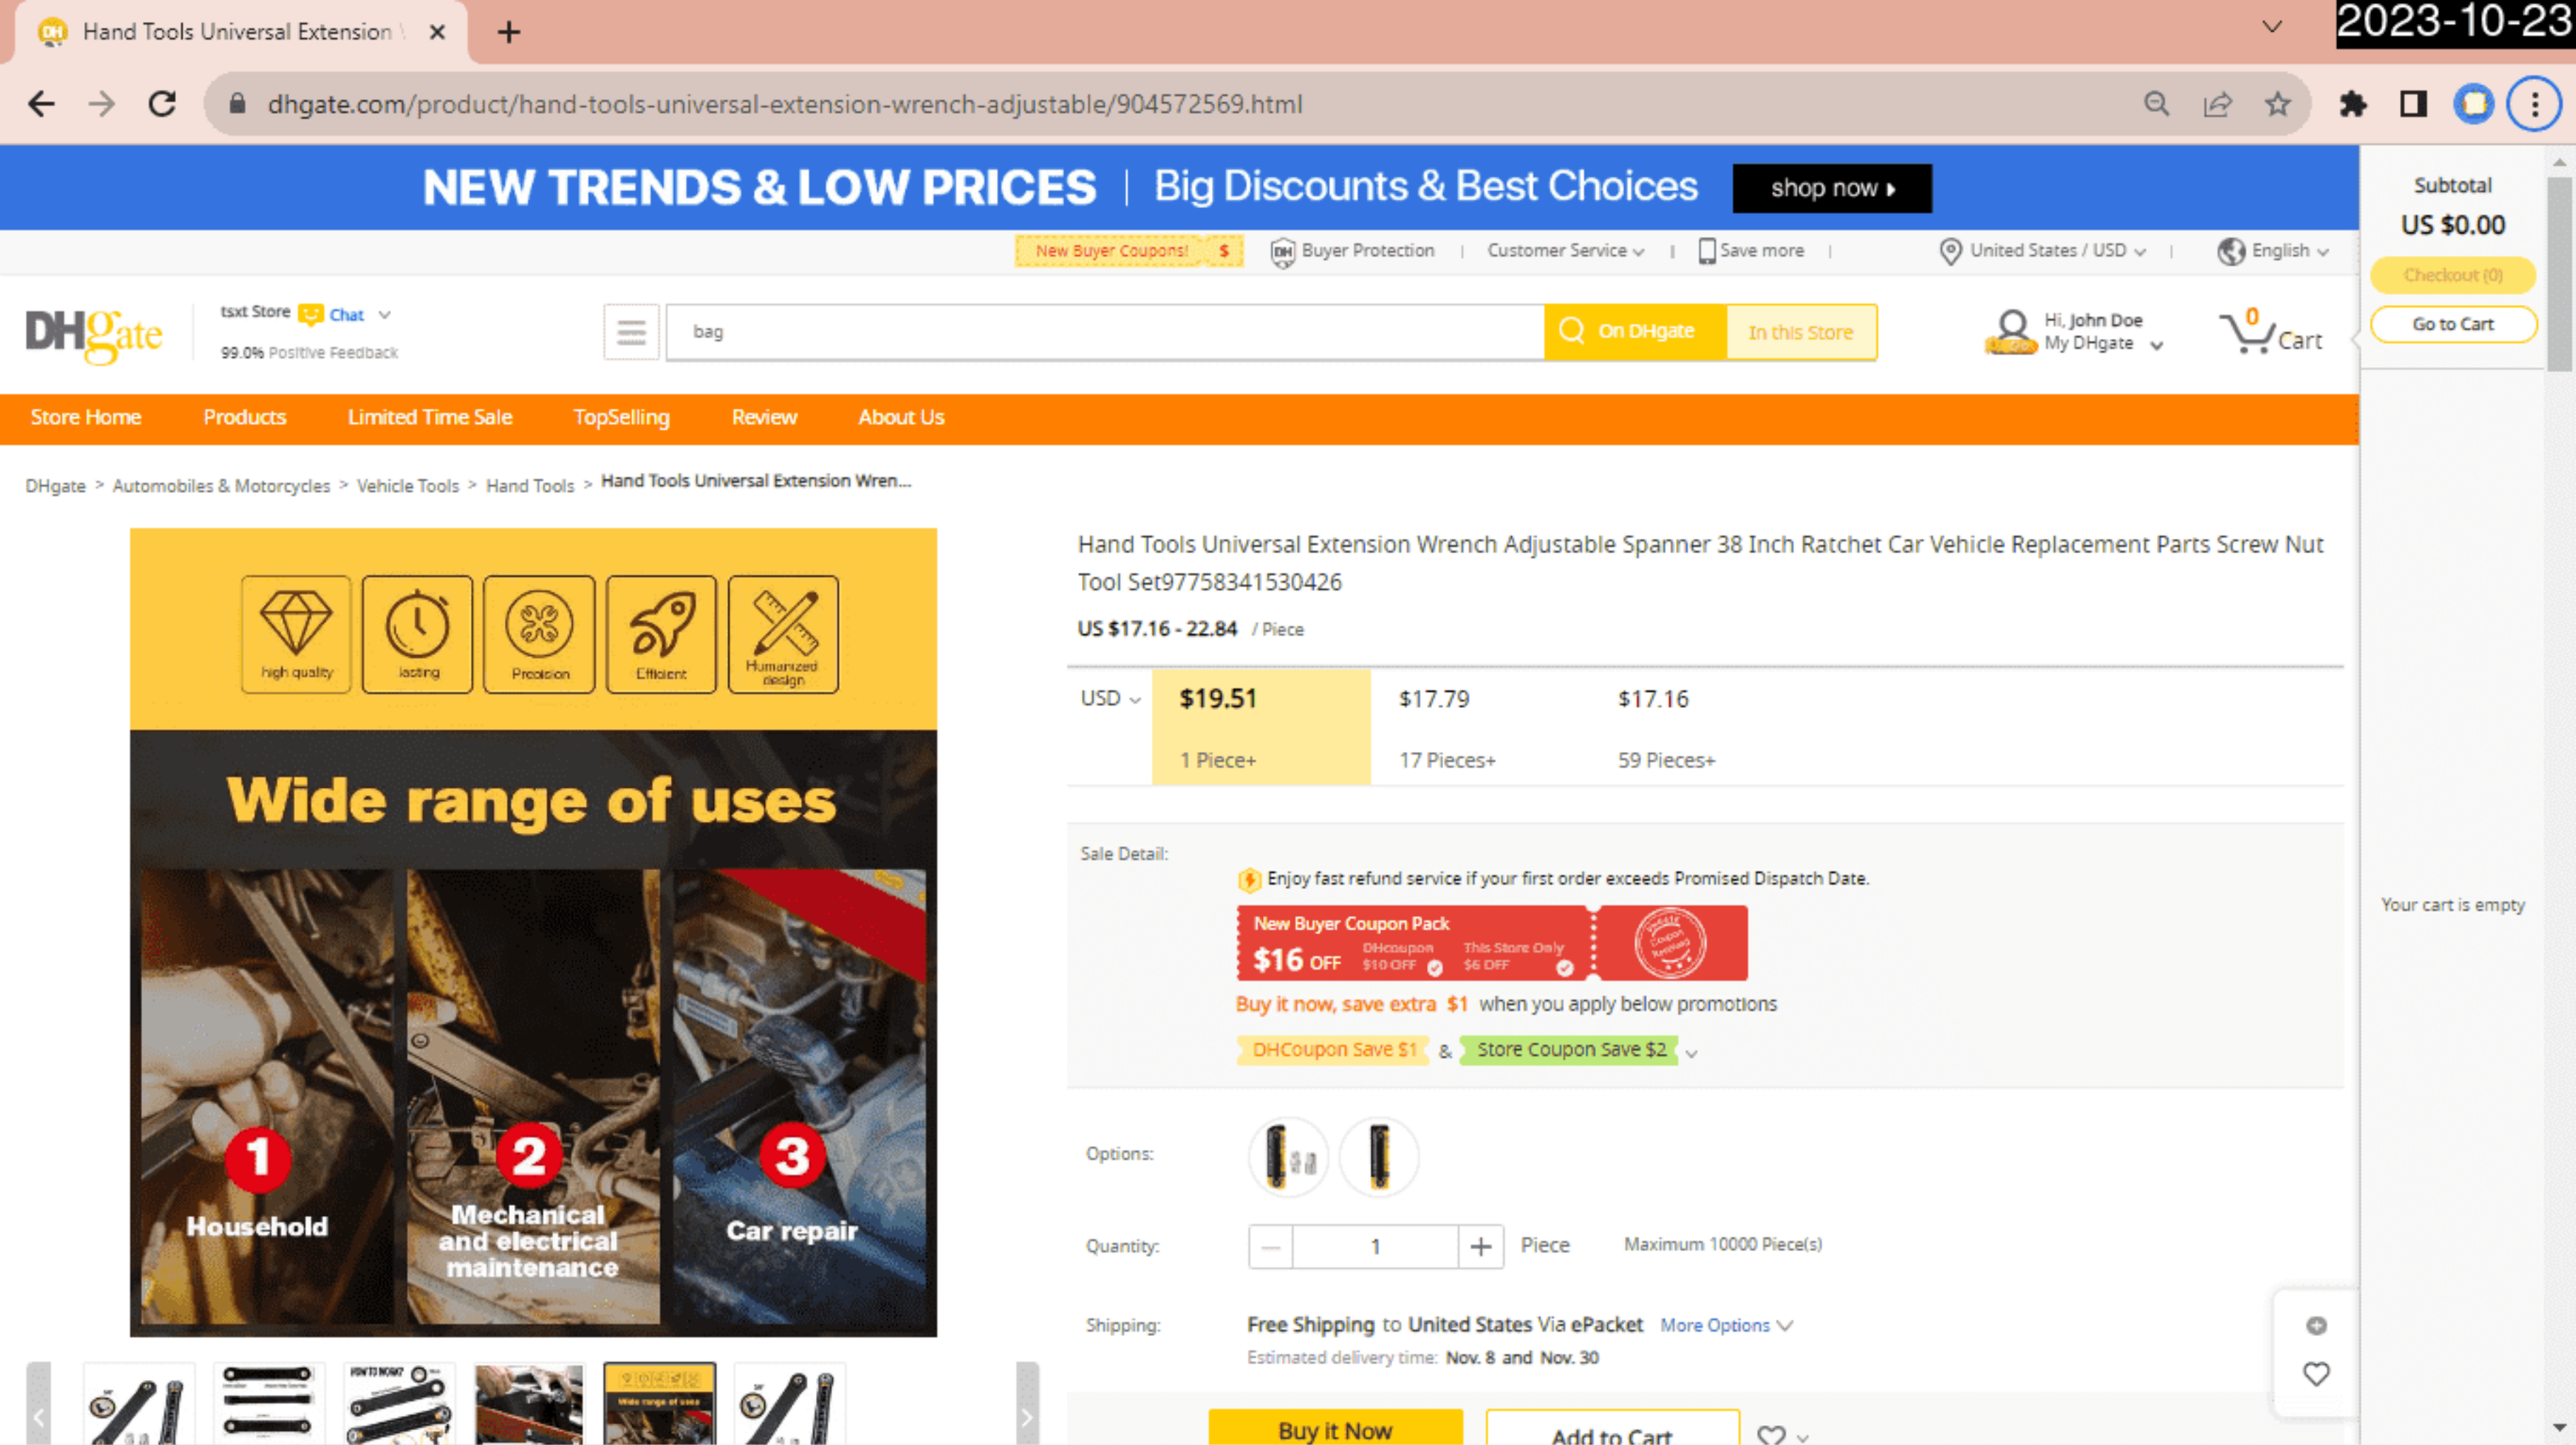 Hand Tools Universal Extension
2023-10-23
dhgate.com/product/hand-tools-universal-extension-wrench-adjustable/904572569.html
NEW TRENDS & LOW PRICES | Big Discounts & Best Choices shop now
Subtotal
US $0.00
Checkout (0)
Go to Cart
Your cart is empty
New Buyer Coupons! $ Buyer Protection | Customer Service | Save more | United States / USD | English
DHgate
tsxt Store Chat
99.0% Positive Feedback
bag On DHgate In this Store
Hi, John Doe
My DHgate
0 Cart
Store Home Products Limited Time Sale TopSelling Review About Us
DHgate > Automobiles & Motorcycles > Vehicle Tools > Hand Tools > Hand Tools Universal Extension Wren...
high quality lasting Precision Efficient Humanized design
Wide range of uses
1 2 3
Household
Mechanical
and electrical
maintenance
Car repair
HOW TO WORK?
Wide range of uses
Hand Tools Universal Extension Wrench Adjustable Spanner 38 Inch Ratchet Car Vehicle Replacement Parts Screw Nut
Tool Set97758341530426
US $17.16 - 22.84 / Piece
USD $19.51 $17.79 $17.16
1 Piece+ 17 Pieces+ 59 Pieces+
Sale Detail:
Enjoy fast refund service if your first order exceeds Promised Dispatch Date.
New Buyer Coupon Pack
$16 OFF DHcoupon $10 OFF This Store Only $6 OFF
Coupon
Buy it now, save extra $1 when you apply below promotions
DHCoupon Save $1 & Store Coupon Save $2
Options:
Quantity: 1 Piece Maximum 10000 Piece(s)
Shipping: Free Shipping to United States Via ePacket More Options
Estimated delivery time: Nov. 8 and Nov. 30
Buy it Now Add to Cart